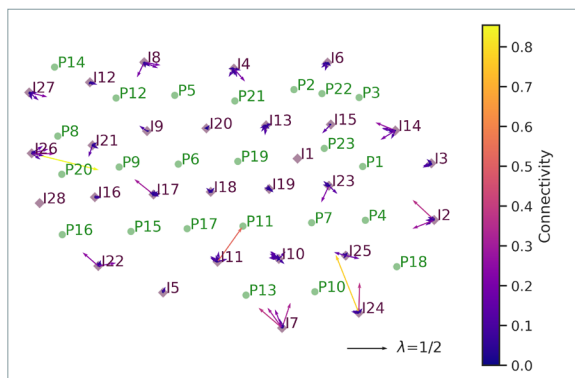 P14
I8
I4
I6
I27
I12
P12
P5
P21
P2
P22
P3
P8
I21
I9
I20
I13
I15
I14
I26
P20
P9
P6
P19
I1
P23
P1
I3
I28
I16
I17
I18
I19
I23
I2
P16
P15
P17
P11
P7
P4
I22
I11
I10
I25
P18
I5
P13
P10
I7
I24
λ=1/2
0.8
0.7
0.6
0.5
0.4
0.3
0.2
0.1
0.0
Connectivity